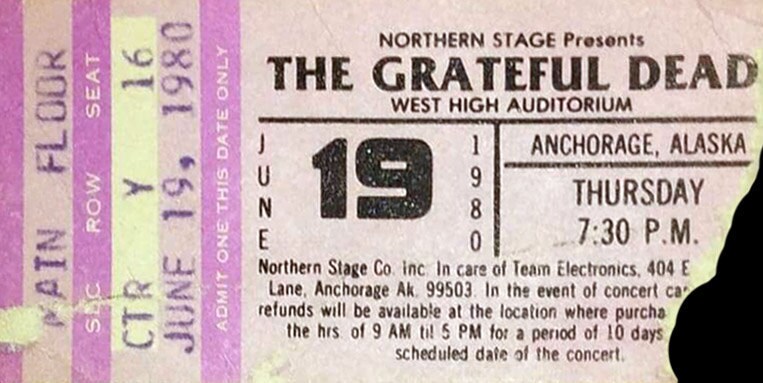 MAIN FLOOR
SEC ROW SEAT
CTR Y 16
JUNE 19, 1980
ADMIT ONE THIS DATE ONLY
NORTHERN STAGE Presents
THE GRATEFUL DEAD
WEST HIGH AUDITORIUM
JUNE 19 1980
ANCHORAGE, ALASKA
THURSDAY
7:30 P.M.
Northern Stage Co. Inc. In care of Team Electronics, 404 E
Lane, Anchorage Ak. 99503. In the event of concert ca
refunds will be available at the location where purcha
the hrs. of 9 AM til 5 PM for a period of 10 days
scheduled date of the concert.